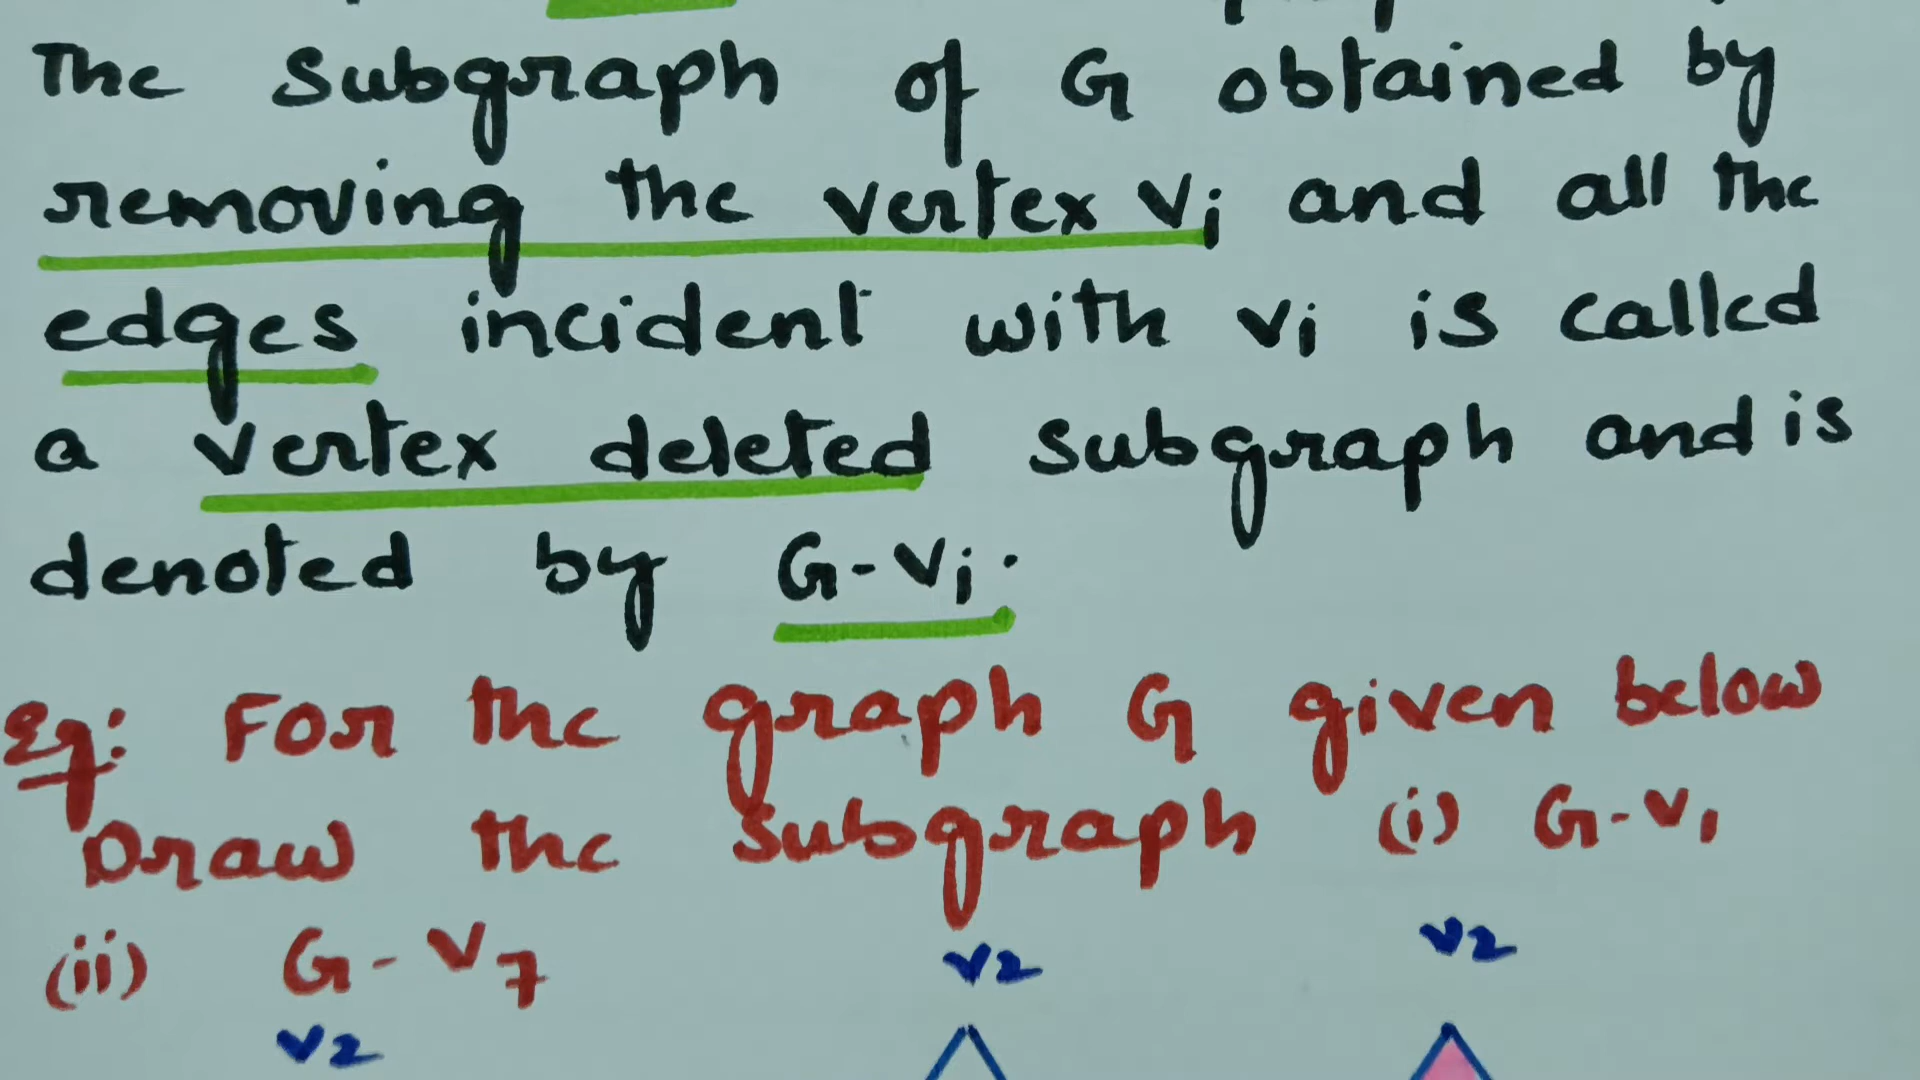 The subgraph of G obtained by
removing the vertex vi and all the
edges incident with vi is called
a vertex deleted subgraph and is
denoted by G-vi.
Eg: For the graph G given below
Draw the subgraph (i) G-v1
(ii) G-v7
v2 v2 v2